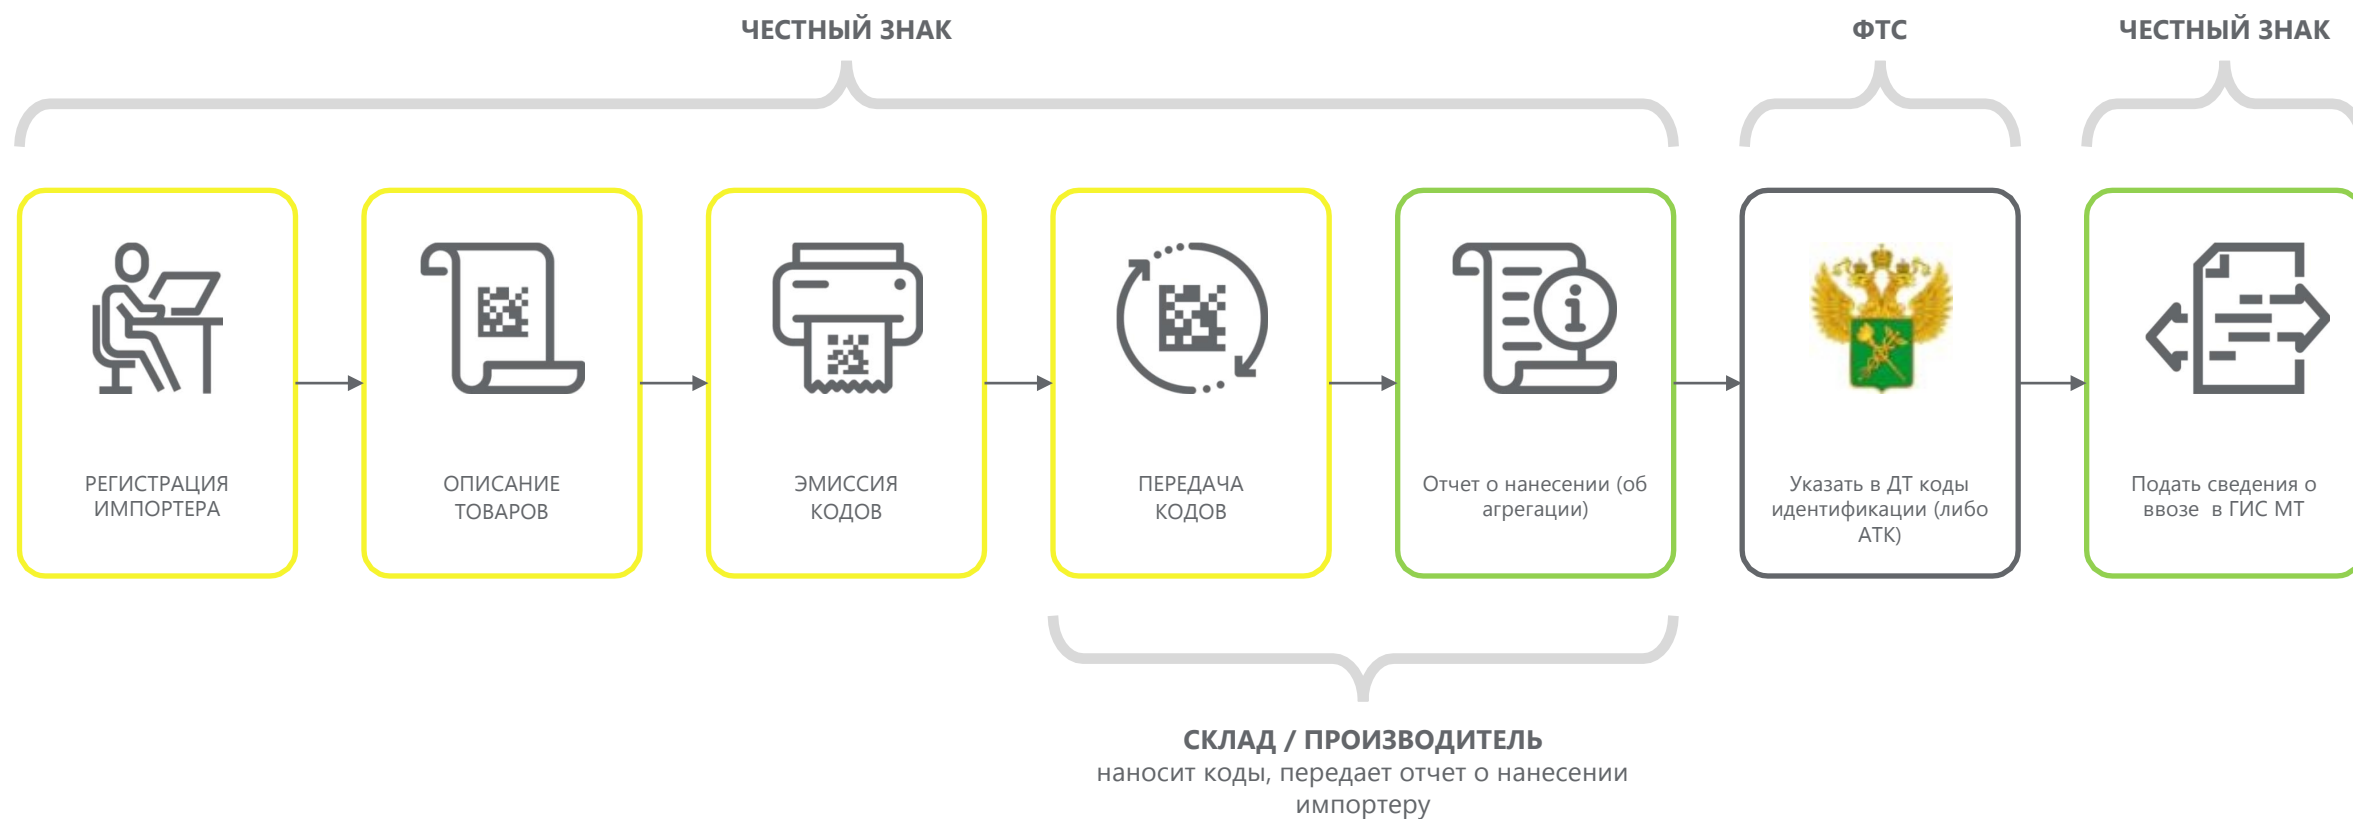 ЧЕСТНЫЙ ЗНАК
ФТС
ЧЕСТНЫЙ ЗНАК
РЕГИСТРАЦИЯ
ИМПОРТЕРА
ОПИСАНИЕ
ТОВАРОВ
ЭМИССИЯ
КОДОВ
ПЕРЕДАЧА
КОДОВ
Отчет о нанесении (об
агрегации)
Указать в ДТ коды
идентификации (либо
АТК)
Подать сведения о
ввозе в ГИС МТ
СКЛАД / ПРОИЗВОДИТЕЛЬ
наносит коды, передает отчет о нанесении
импортеру